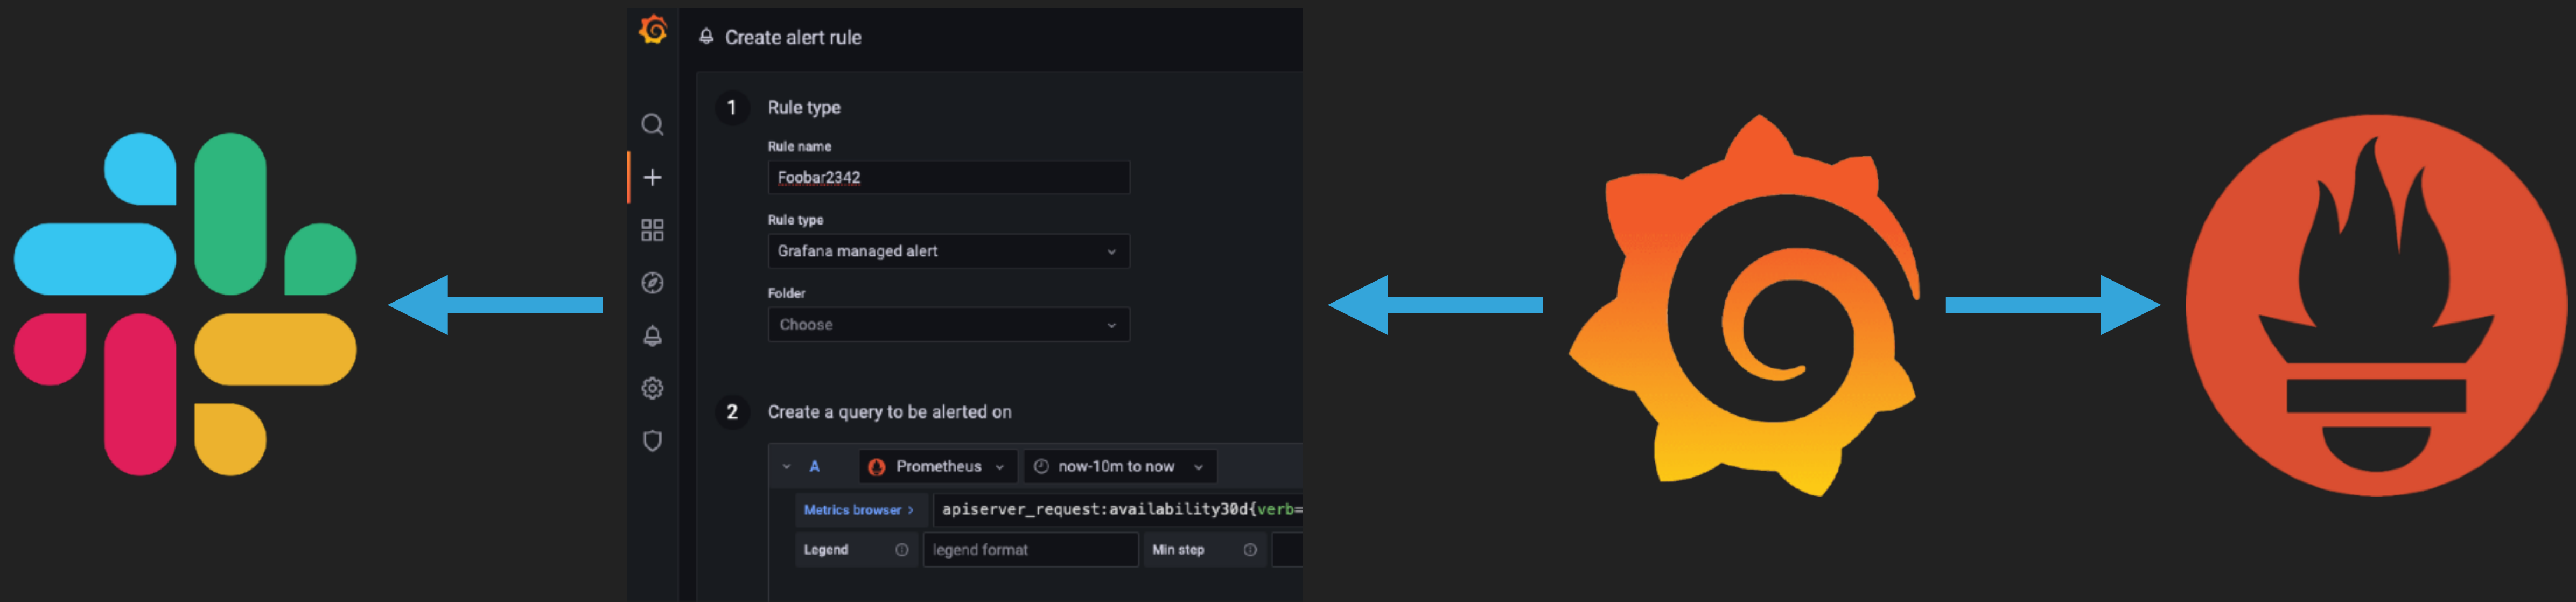 Create alert rule
1 Rule type
Rule name
Foobar2342
Rule type
Grafana managed alert
Folder
Choose
2 Create a query to be alerted on
A Prometheus now-10m to now
Metrics browser > apiserver_request:availability30d{verb=
Legend legend format Min step